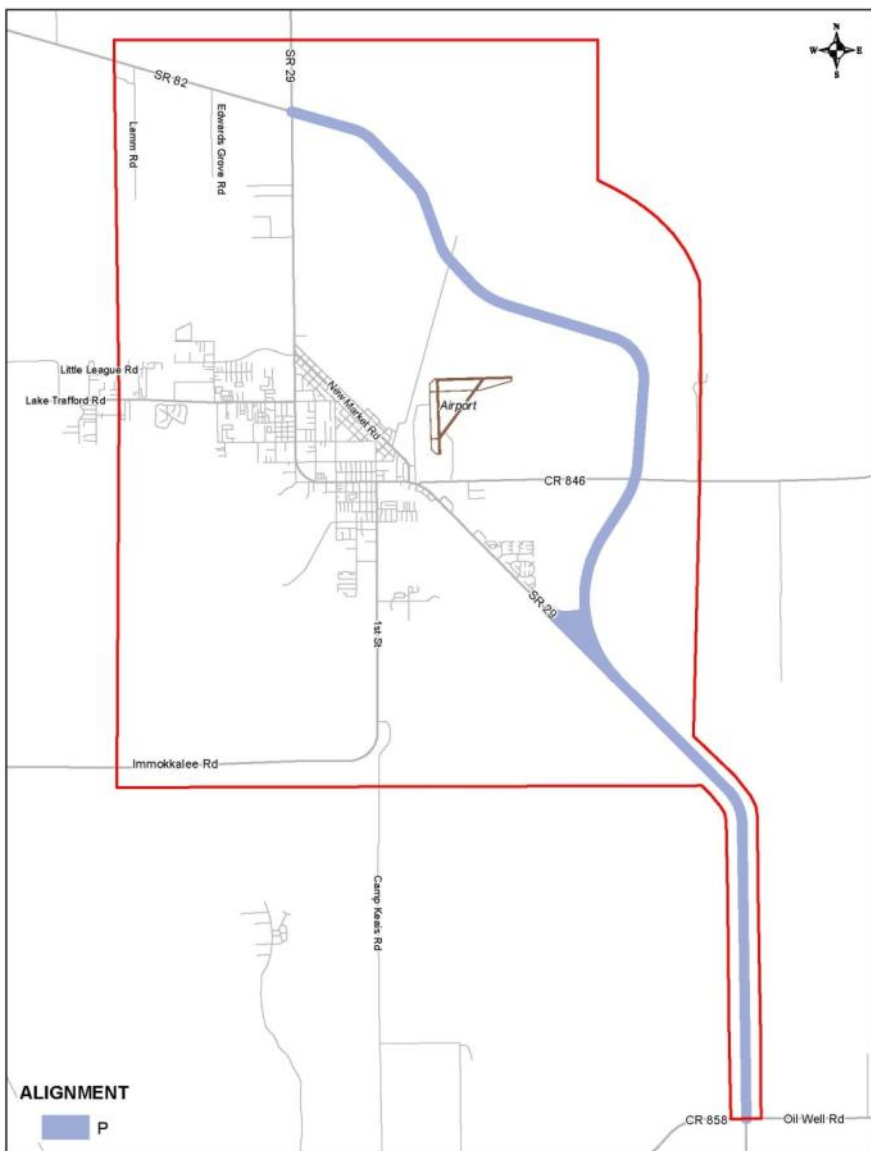 N
W E
S
SR 82
SR 29
Lamm Rd
Edwards Grove Rd
Little League Rd
Lake Trafford Rd
New Market Rd
Airport
CR 846
SR 29
1st St
Immokkalee Rd
Camp Keais Rd
ALIGNMENT
P
CR 858
Oil Well Rd